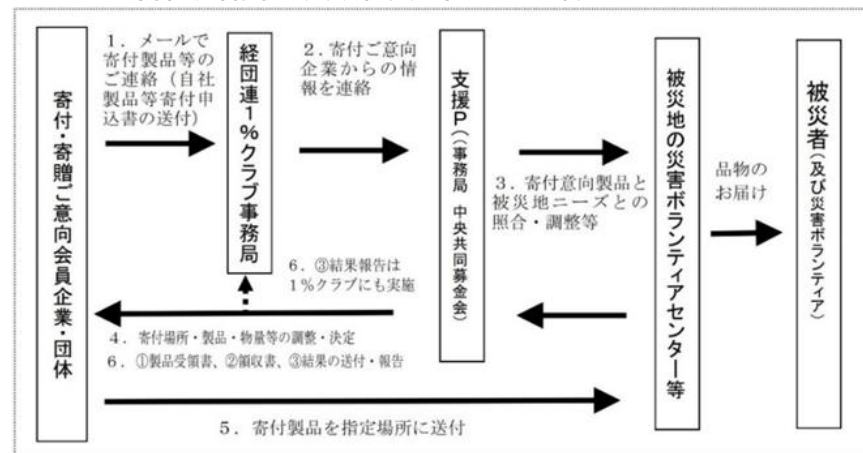 寄付・寄贈ご意向会員企業・団体
1．メールで
寄付製品等の
ご連絡（自社
製品等寄付申
込書の送付）
経団連1％クラブ事務局
2．寄付ご意向
企業からの情
報を連絡
支援P（（事務局　中央共同募金会）
3．寄付意向製品と
被災地ニーズとの
照合・調整等
被災地の災害ボランティアセンター等
品物の
お届け
被災者（及び災害ボランティア）
6．③結果報告は
1％クラブにも実施
4．寄付場所・製品・物量等の調整・決定
6．①製品受領書、②領収書、③結果の送付・報告
5．寄付製品を指定場所に送付